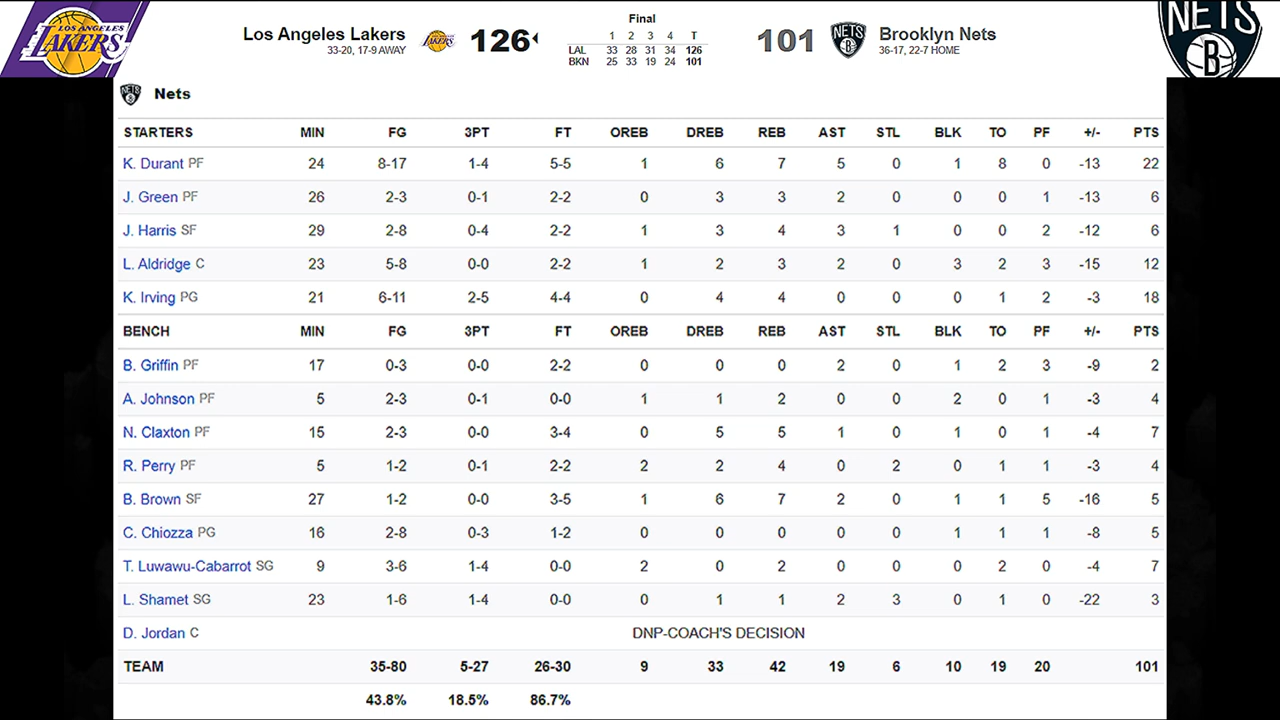 LOS ANGELES
LAKERS
Los Angeles Lakers
33-20, 17-9 AWAY
LAKERS
126
Final
1 2 3 4 T
LAL 33 28 31 34 126
BKN 25 33 19 24 101
101
NETS
B
Brooklyn Nets
36-17, 22-7 HOME
NETS
B
NETS
B
Nets
STARTERS MIN FG 3PT FT OREB DREB REB AST STL BLK TO PF +/- PTS
K. Durant PF 24 8-17 1-4 5-5 1 6 7 5 0 1 8 0 -13 22
J. Green PF 26 2-3 0-1 2-2 0 3 3 2 0 0 0 1 -13 6
J. Harris SF 29 2-8 0-4 2-2 1 3 4 3 1 0 0 2 -12 6
L. Aldridge C 23 5-8 0-0 2-2 1 2 3 2 0 3 2 3 -15 12
K. Irving PG 21 6-11 2-5 4-4 0 4 4 0 0 0 1 2 -3 18
BENCH MIN FG 3PT FT OREB DREB REB AST STL BLK TO PF +/- PTS
B. Griffin PF 17 0-3 0-0 2-2 0 0 0 2 0 1 2 3 -9 2
A. Johnson PF 5 2-3 0-1 0-0 1 1 2 0 0 2 0 1 -3 4
N. Claxton PF 15 2-3 0-0 3-4 0 5 5 1 0 1 0 1 -4 7
R. Perry PF 5 1-2 0-1 2-2 2 2 4 0 2 0 1 1 -3 4
B. Brown SF 27 1-2 0-0 3-5 1 6 7 2 0 1 1 5 -16 5
C. Chiozza PG 16 2-8 0-3 1-2 0 0 0 0 0 1 1 1 -8 5
T. Luwawu-Cabarrot SG 9 3-6 1-4 0-0 2 0 2 0 0 0 2 0 -4 7
L. Shamet SG 23 1-6 1-4 0-0 0 1 1 2 3 0 1 0 -22 3
D. Jordan C DNP-COACH'S DECISION
TEAM 35-80 5-27 26-30 9 33 42 19 6 10 19 20 101
43.8% 18.5% 86.7%